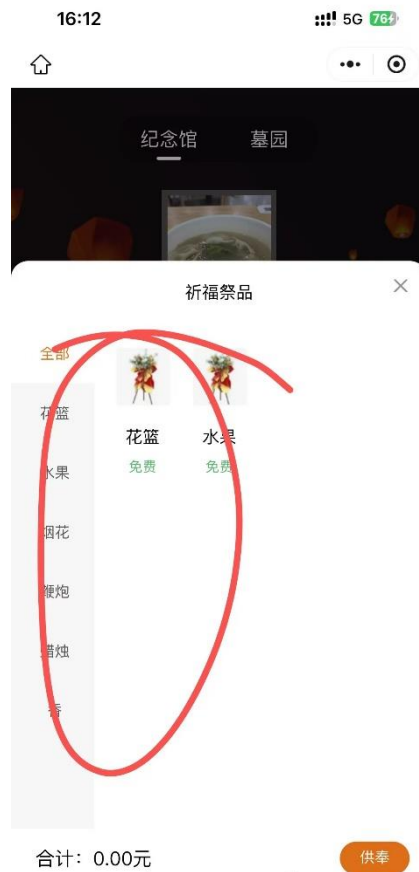 16:12
5G 76
纪念馆 墓园
祈福祭品
全部
花篮 水果
免费 免费
花篮
水果
烟花
鞭炮
蜡烛
香
合计：0.00元
供奉